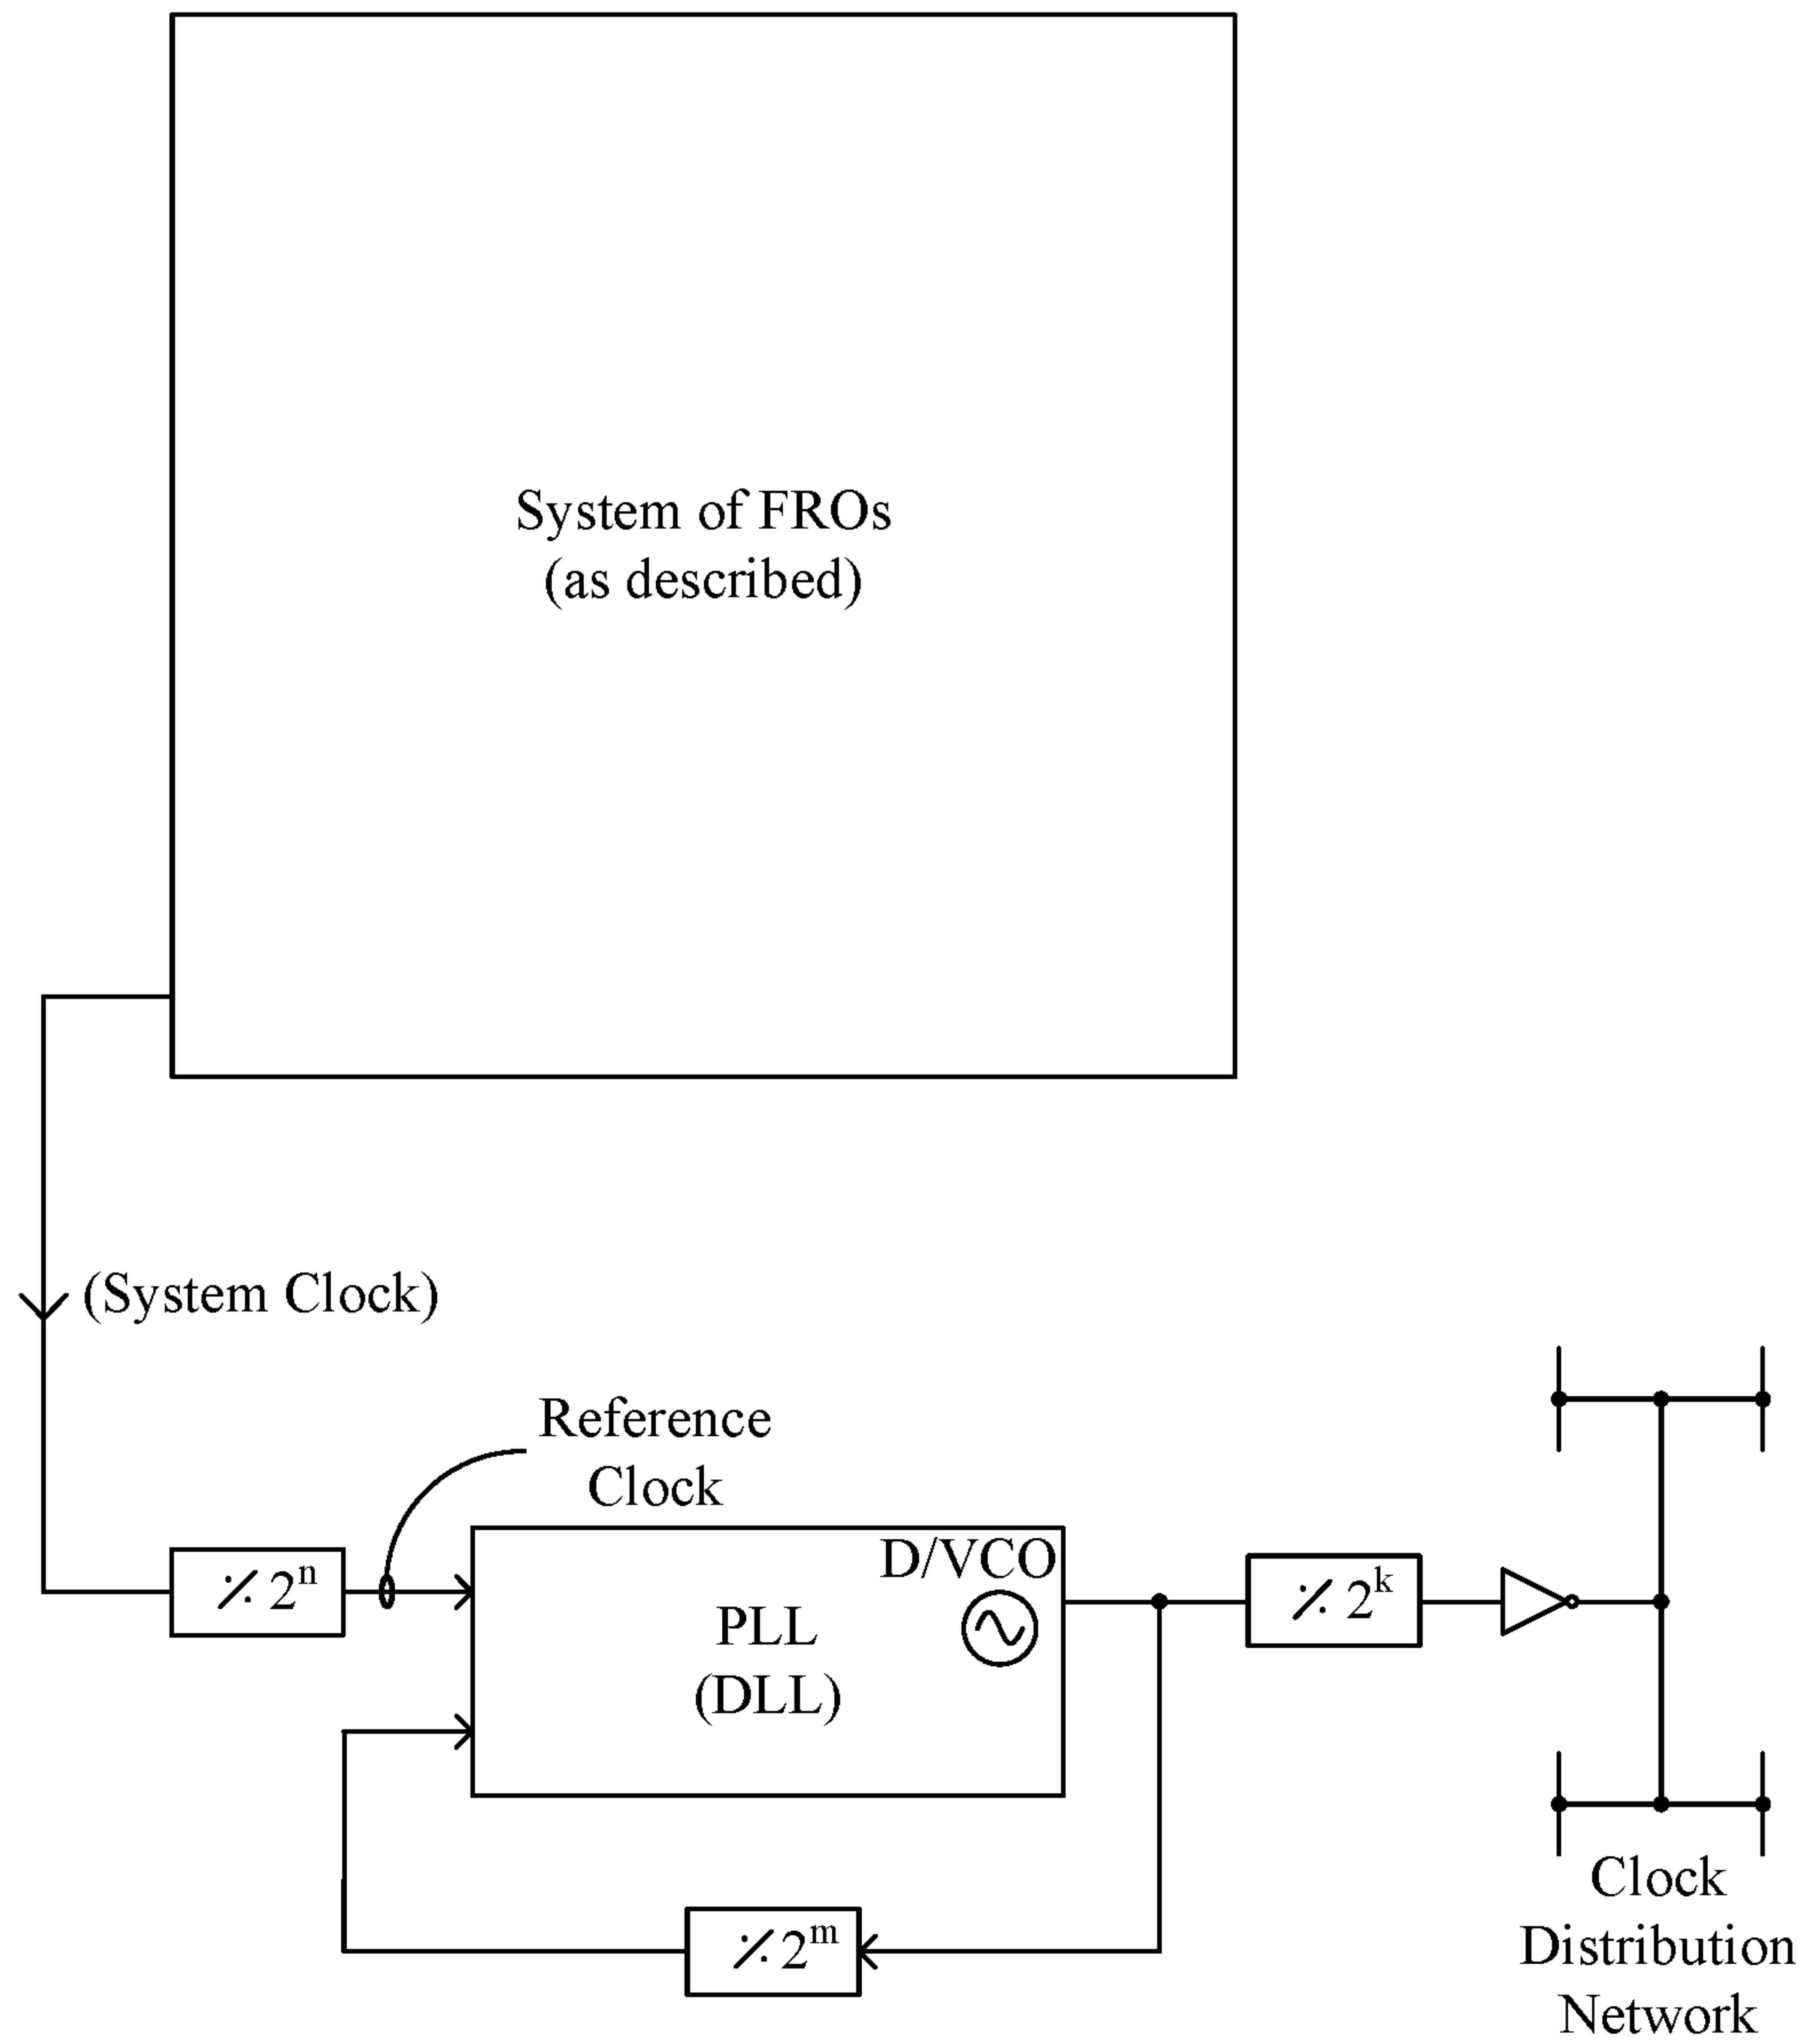 System of FROs
(as described)
(System Clock)
Reference
Clock
D/VCO
PLL
(DLL)
⁒ 2ⁿ
⁒ 2ᵏ
⁒ 2ᵐ
Clock
Distribution
Network